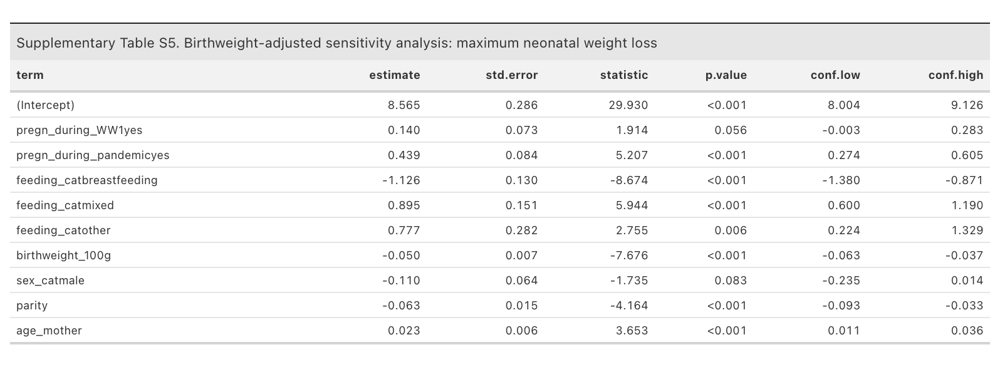 Supplementary Table S5. Birthweight-adjusted sensitivity analysis: maximum neonatal weight loss
term estimate std.error statistic p.value conf.low conf.high
(Intercept) 8.565 0.286 29.930 <0.001 8.004 9.126
pregn_during_WW1yes 0.140 0.073 1.914 0.056 -0.003 0.283
pregn_during_pandemicyes 0.439 0.084 5.207 <0.001 0.274 0.605
feeding_catbreastfeeding -1.126 0.130 -8.674 <0.001 -1.380 -0.871
feeding_catmixed 0.895 0.151 5.944 <0.001 0.600 1.190
feeding_catother 0.777 0.282 2.755 0.006 0.224 1.329
birthweight_100g -0.050 0.007 -7.676 <0.001 -0.063 -0.037
sex_catmale -0.110 0.064 -1.735 0.083 -0.235 0.014
parity -0.063 0.015 -4.164 <0.001 -0.093 -0.033
age_mother 0.023 0.006 3.653 <0.001 0.011 0.036